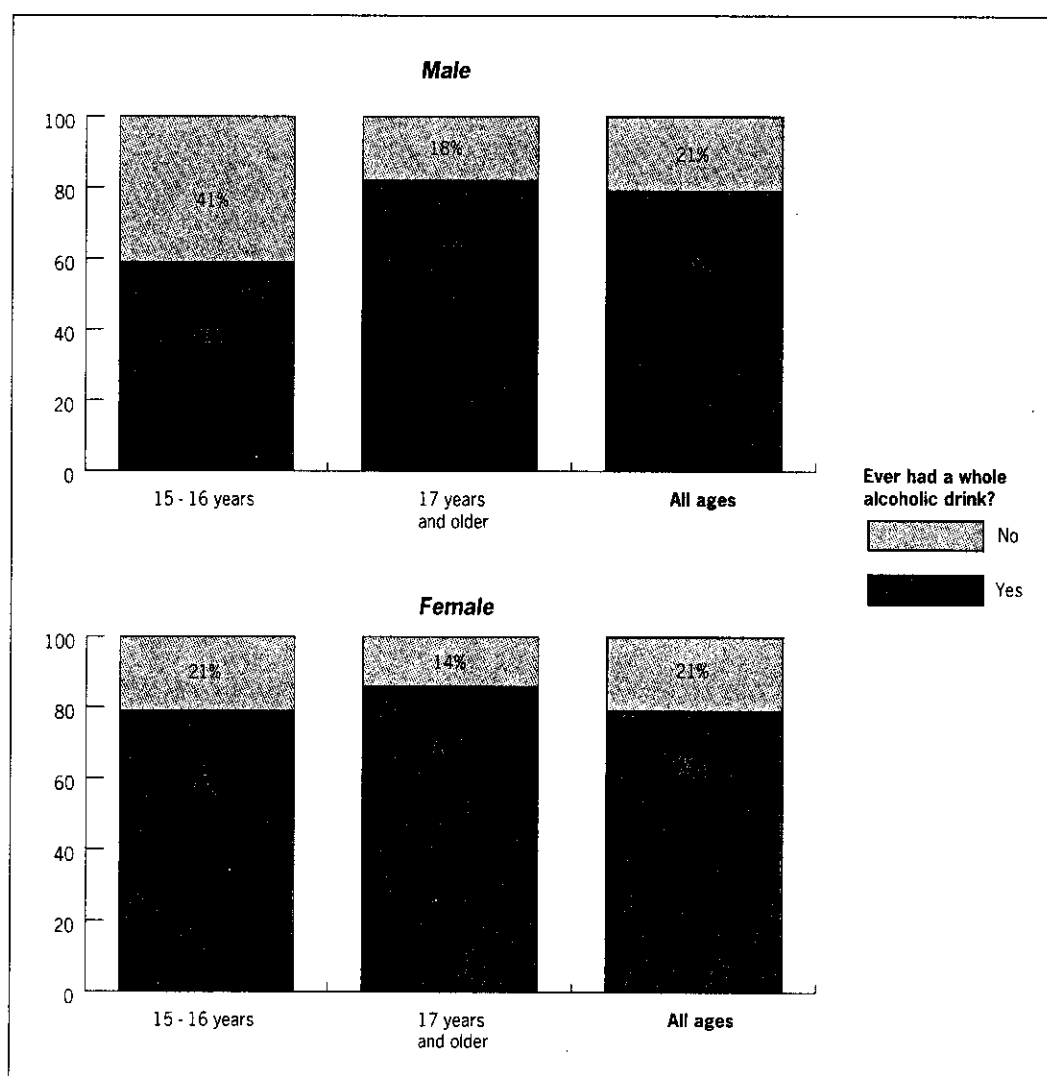 Male
100
80
60
40
20
0
41%
18%
21%
15 - 16 years
17 years
and older
All ages
Ever had a whole
alcoholic drink?
No
Yes
Female
100
80
60
40
20
0
21%
14%
21%
15 - 16 years
17 years
and older
All ages